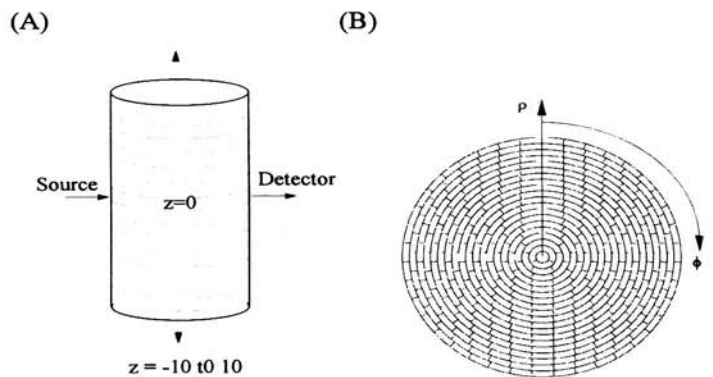 (A)
(B)
Source
Detector
z=0
z = -10 t0 10
ρ
ϕ